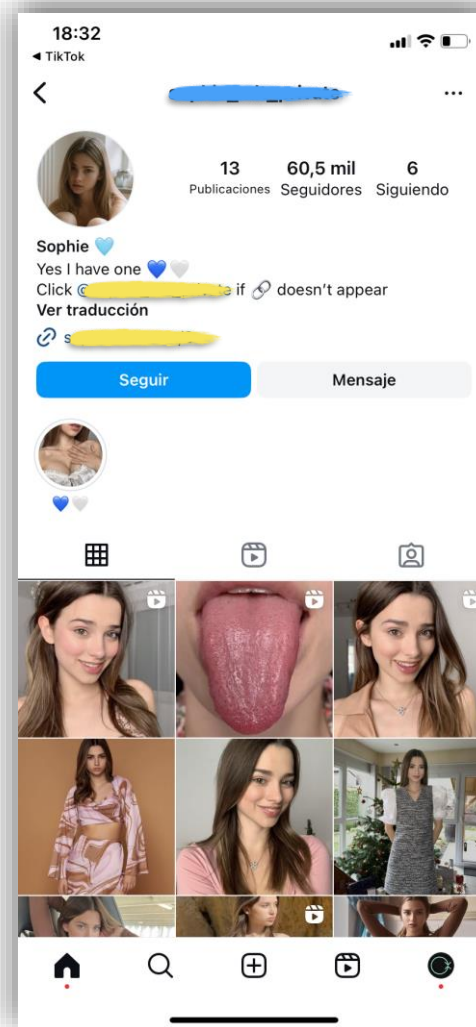 18:32
TikTok
13 60,5 mil 6
Publicaciones Seguidores Siguiendo
Sophie
Yes I have one
Click @ if doesn't appear
Ver traducción
Seguir Mensaje